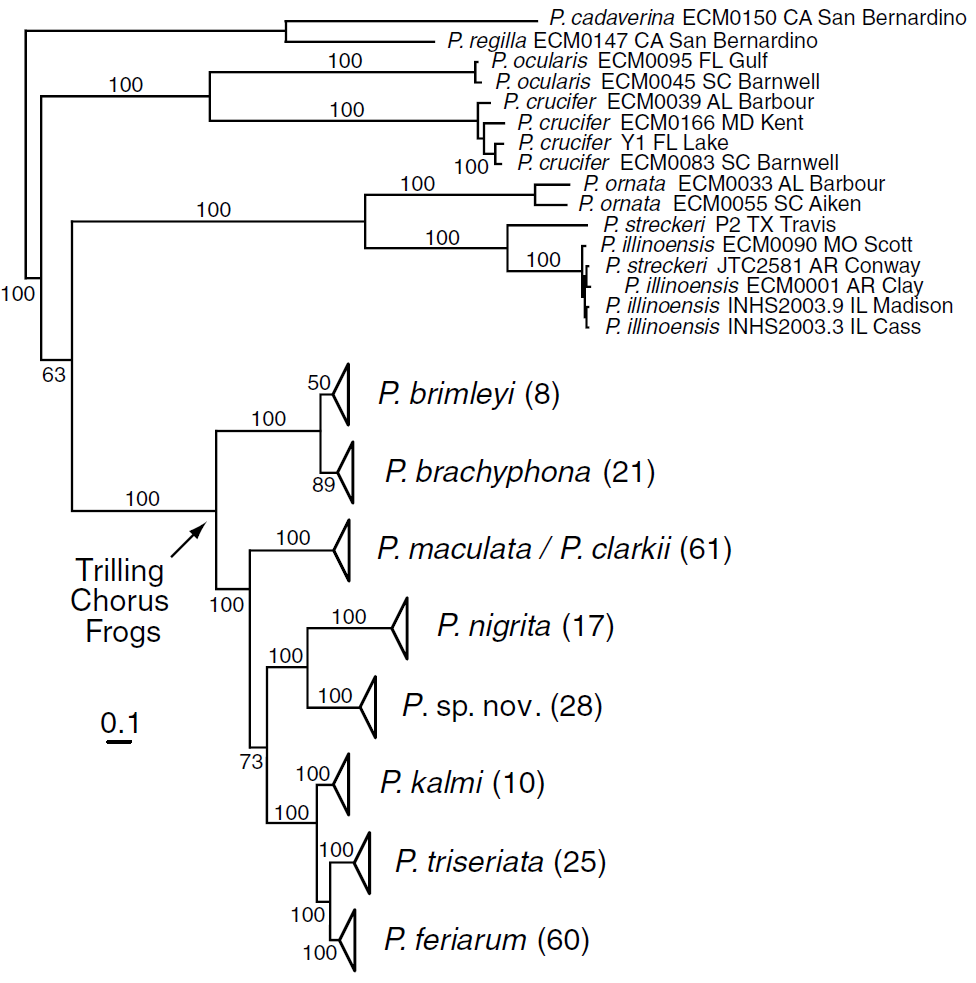 P. cadaverina ECM0150 CA San Bernardino
P. regilla ECM0147 CA San Bernardino
100
P. ocularis ECM0095 FL Gulf
100
P. ocularis ECM0045 SC Barnwell
100
P. crucifer ECM0039 AL Barbour
P. crucifer ECM0166 MD Kent
P. crucifer Y1 FL Lake
100
P. crucifer ECM0083 SC Barnwell
100
P. ornata ECM0033 AL Barbour
100
P. ornata ECM0055 SC Aiken
P. streckeri P2 TX Travis
100
P. illinoensis ECM0090 MO Scott
100
P. streckeri JTC2581 AR Conway
P. illinoensis ECM0001 AR Clay
100
P. illinoensis INHS2003.9 IL Madison
P. illinoensis INHS2003.3 IL Cass
63
50
P. brimleyi (8)
100
P. brachyphona (21)
89
100
100
P. maculata / P. clarkii (61)
Trilling
Chorus
Frogs
100
100
P. nigrita (17)
100
100
P. sp. nov. (28)
0.1
73
100
P. kalmi (10)
100
100
P. triseriata (25)
100
P. feriarum (60)
100